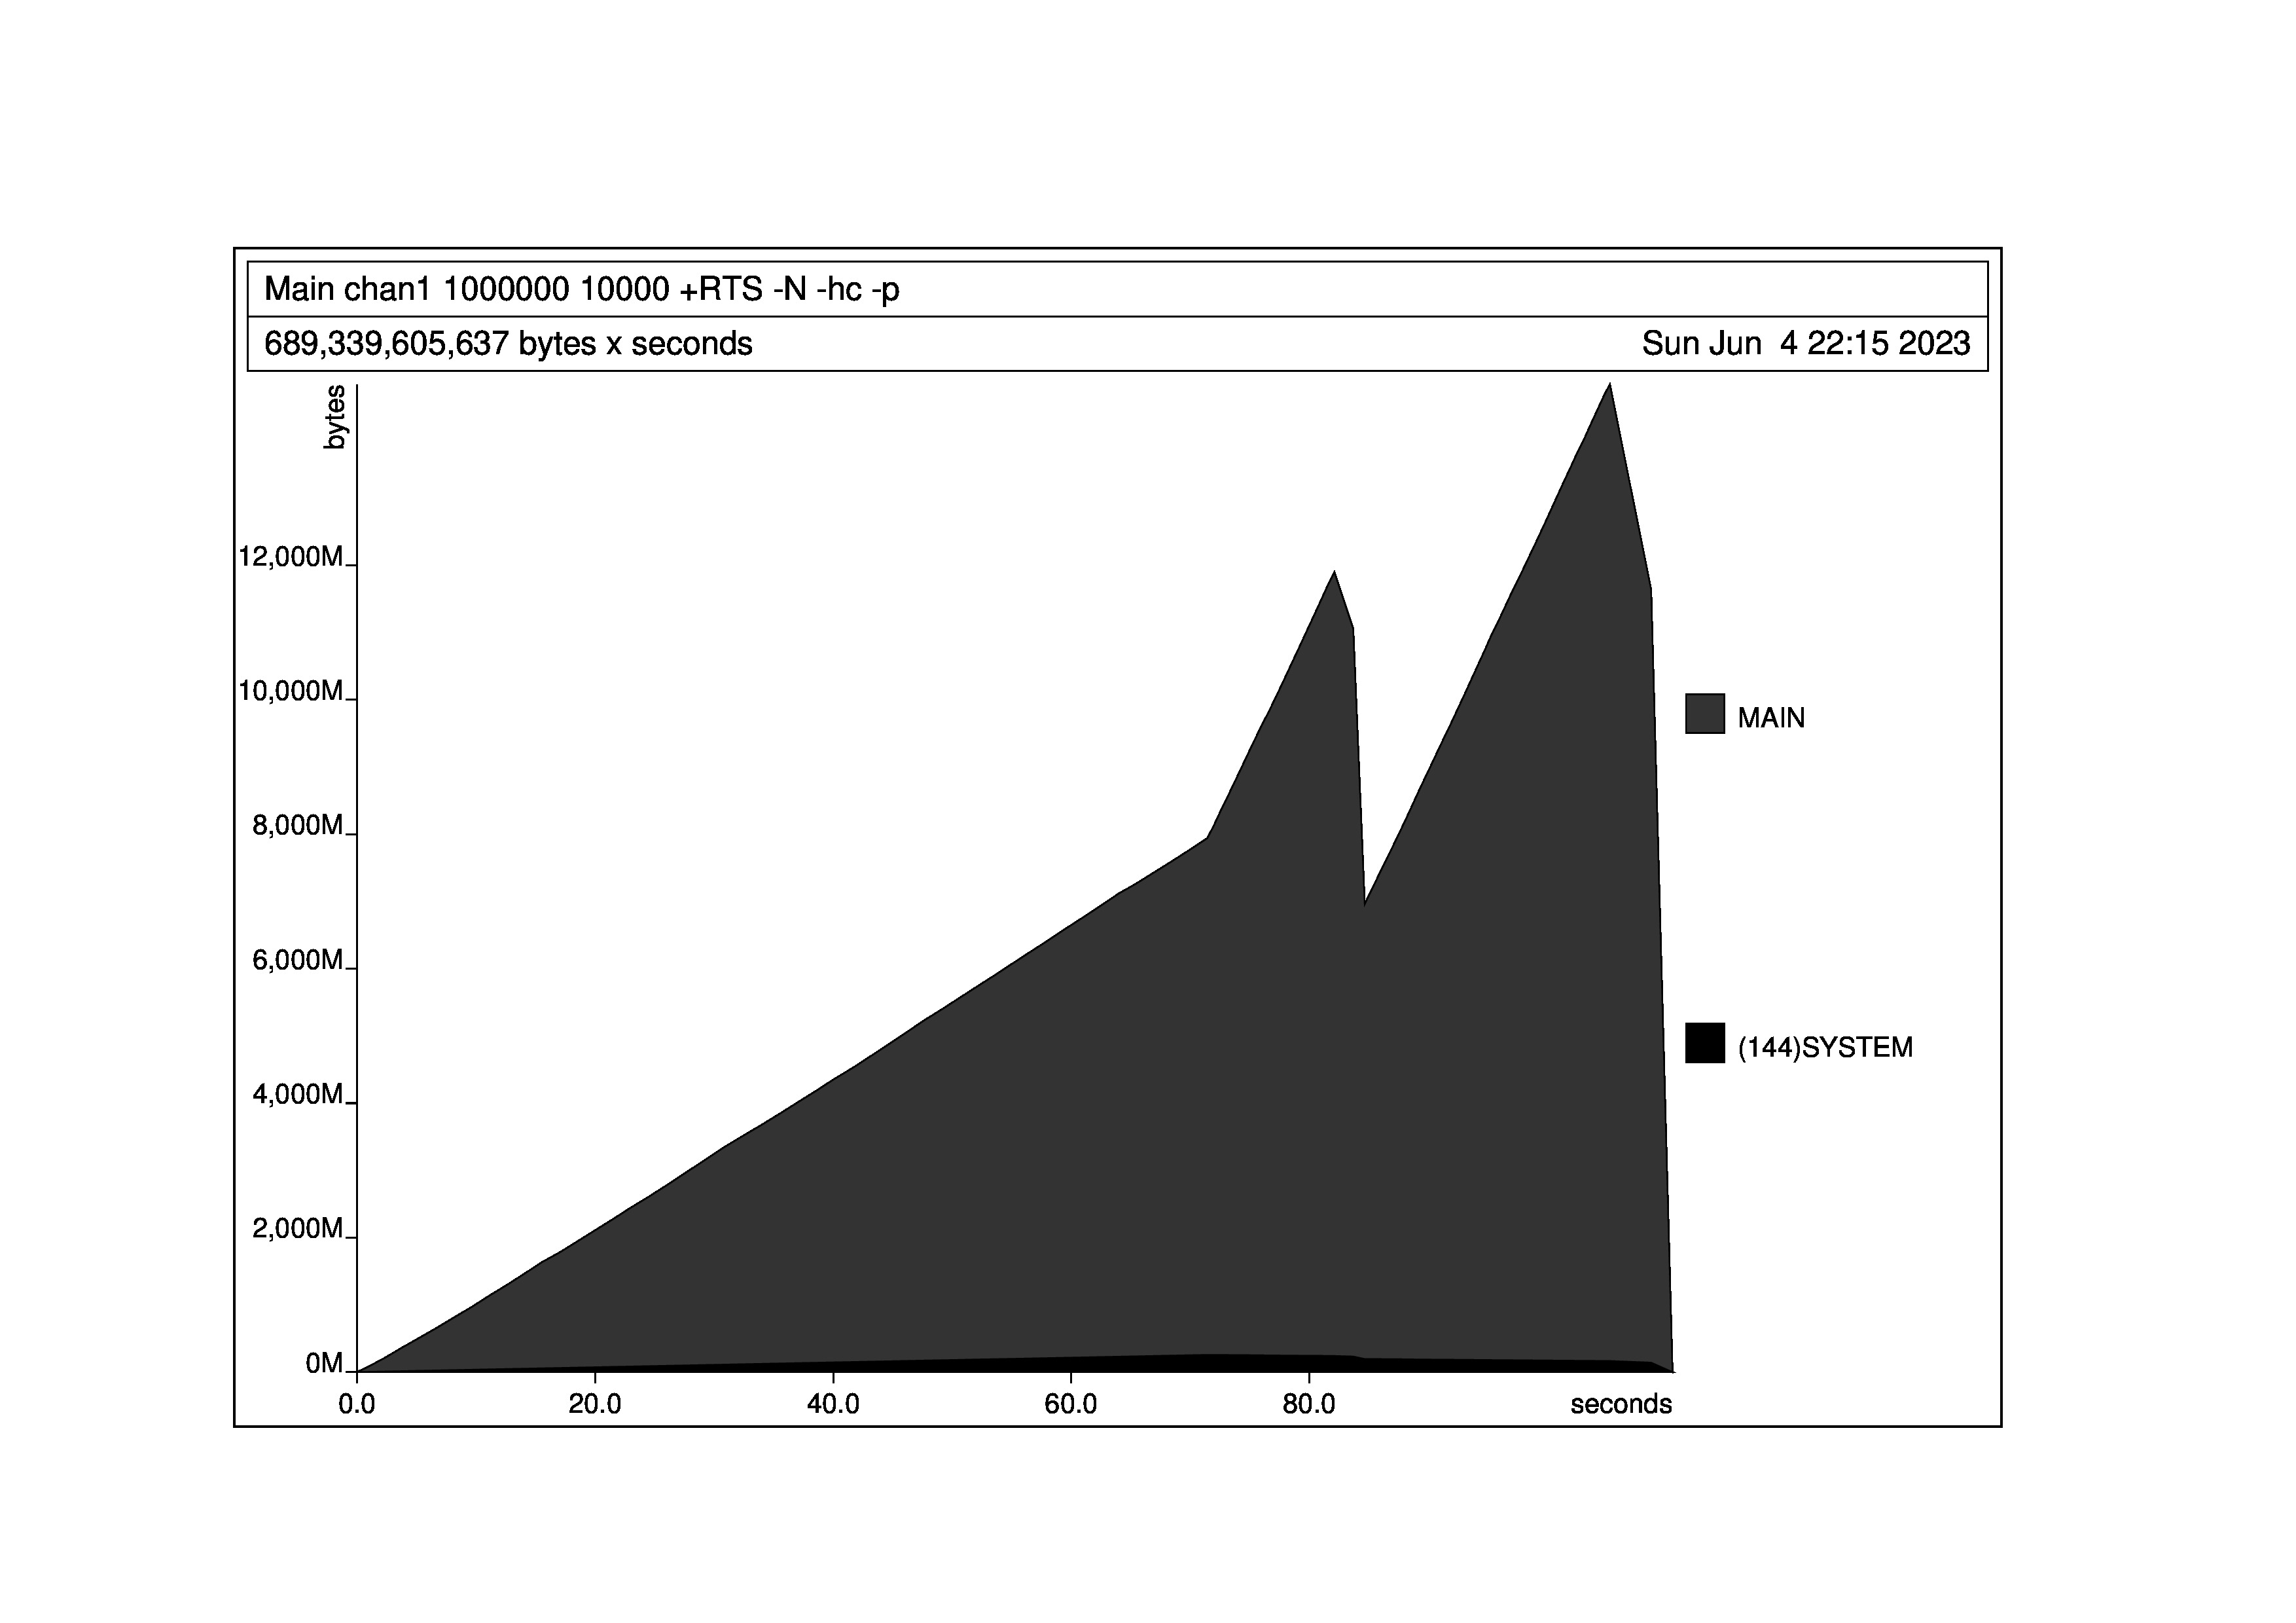 Main chan1 1000000 10000 +RTS -N -hc -p
689,339,605,637 bytes x seconds Sun Jun  4 22:15 2023
bytes
12,000M
10,000M
8,000M
6,000M
4,000M
2,000M
0M
0.0 20.0 40.0 60.0 80.0 seconds
MAIN
(144)SYSTEM